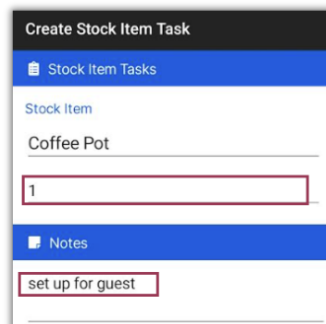 Create Stock Item Task
Stock Item Tasks
Stock Item
Coffee Pot
1
Notes
set up for guest